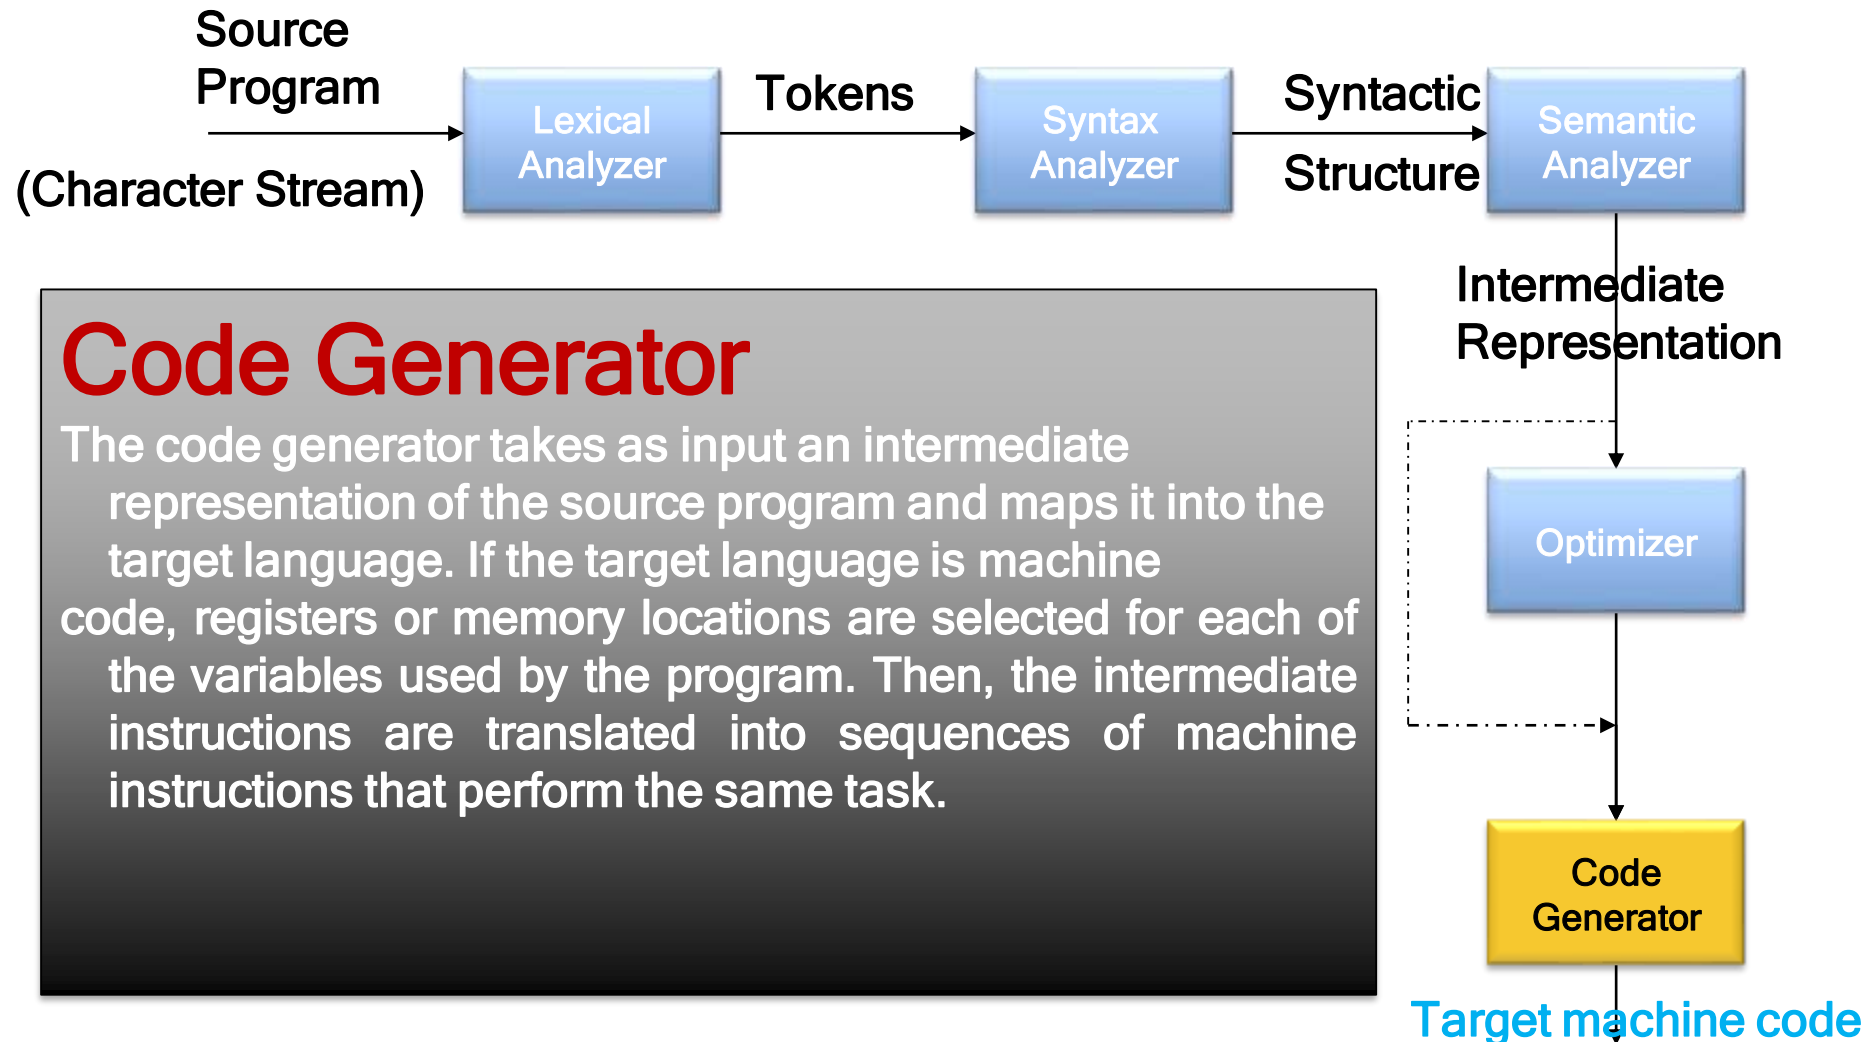 Source
Program
(Character Stream)
Lexical
Analyzer
Tokens
Syntax
Analyzer
Syntactic
Structure
Semantic
Analyzer
Intermediate
Representation
Code Generator
The code generator takes as input an intermediate
representation of the source program and maps it into the
target language. If the target language is machine
code, registers or memory locations are selected for each of
the variables used by the program. Then, the intermediate
instructions are translated into sequences of machine
instructions that perform the same task.
Optimizer
Code
Generator
Target machine code